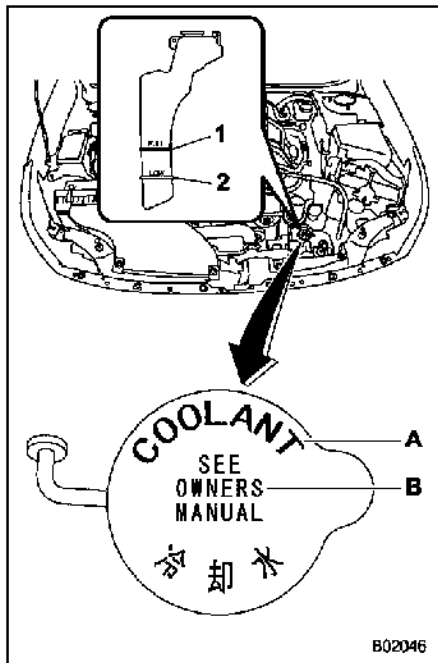 FULL
1
LOW
2
COOLANT
A
SEE
OWNERS
B
MANUAL
冷却水
B02046